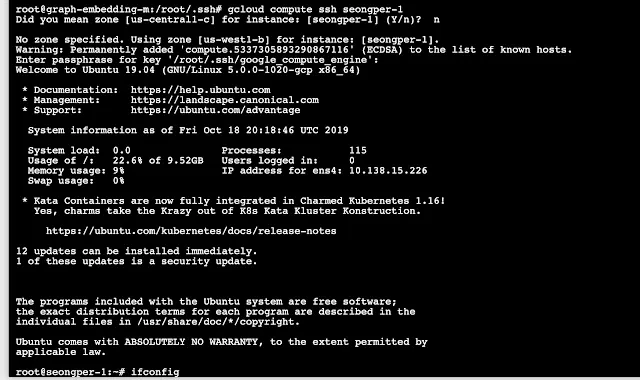 root@graph-embedding-m:/root/.ssh# gcloud compute ssh seongper-1
Did you mean zone [us-central1-c] for instance: [seongper-1] (Y/n)?  n
No zone specified. Using zone [us-west1-b] for instance: [seongper-1].
Warning: Permanently added 'compute.5337305893290867116' (ECDSA) to the list of known hosts.
Enter passphrase for key '/root/.ssh/google_compute_engine':
Welcome to Ubuntu 19.04 (GNU/Linux 5.0.0-1020-gcp x86_64)
* Documentation:  https://help.ubuntu.com
* Management:     https://landscape.canonical.com
* Support:        https://ubuntu.com/advantage
System information as of Fri Oct 18 20:18:46 UTC 2019
System load:  0.0               Processes:           115
Usage of /:   22.6% of 9.52GB   Users logged in:     0
Memory usage: 9%                IP address for ens4: 10.138.15.226
Swap usage:   0%
* Kata Containers are now fully integrated in Charmed Kubernetes 1.16!
Yes, charms take the Krazy out of K8s Kata Kluster Konstruction.
https://ubuntu.com/kubernetes/docs/release-notes
12 updates can be installed immediately.
1 of these updates is a security update.
The programs included with the Ubuntu system are free software;
the exact distribution terms for each program are described in the
individual files in /usr/share/doc/*/copyright.
Ubuntu comes with ABSOLUTELY NO WARRANTY, to the extent permitted by
applicable law.
root@seongper-1:~# ifconfig